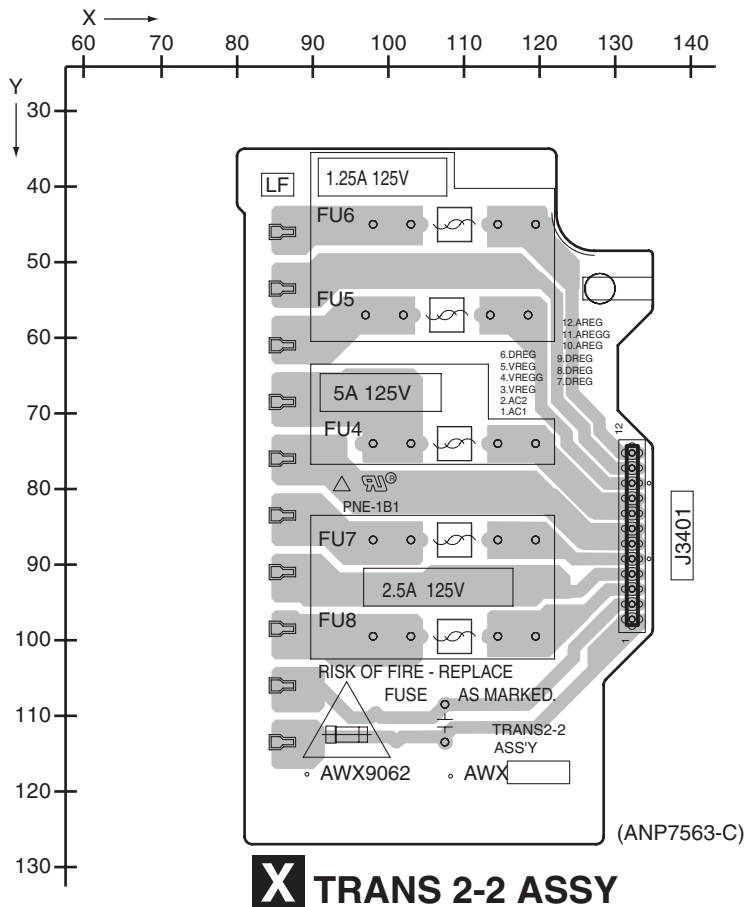 X
60 70 80 90 100 110 120 130 140
Y
30
40
50
60
70
80
90
100
110
120
130
LF
1.25A 125V
FU6
FU5
12.AREG
11.AREGG
10.AREG
9.DREG
8.DREG
7.DREG
6.DREG
5.VREG
4.VREGG
3.VREG
2.AC2
1.AC1
5A 125V
FU4
12
PNE-1B1
J3401
FU7
2.5A 125V
FU8
1
RISK OF FIRE - REPLACE
FUSE AS MARKED.
TRANS2-2
ASS'Y
AWX9062
AWX
(ANP7563-C)
X TRANS 2-2 ASSY